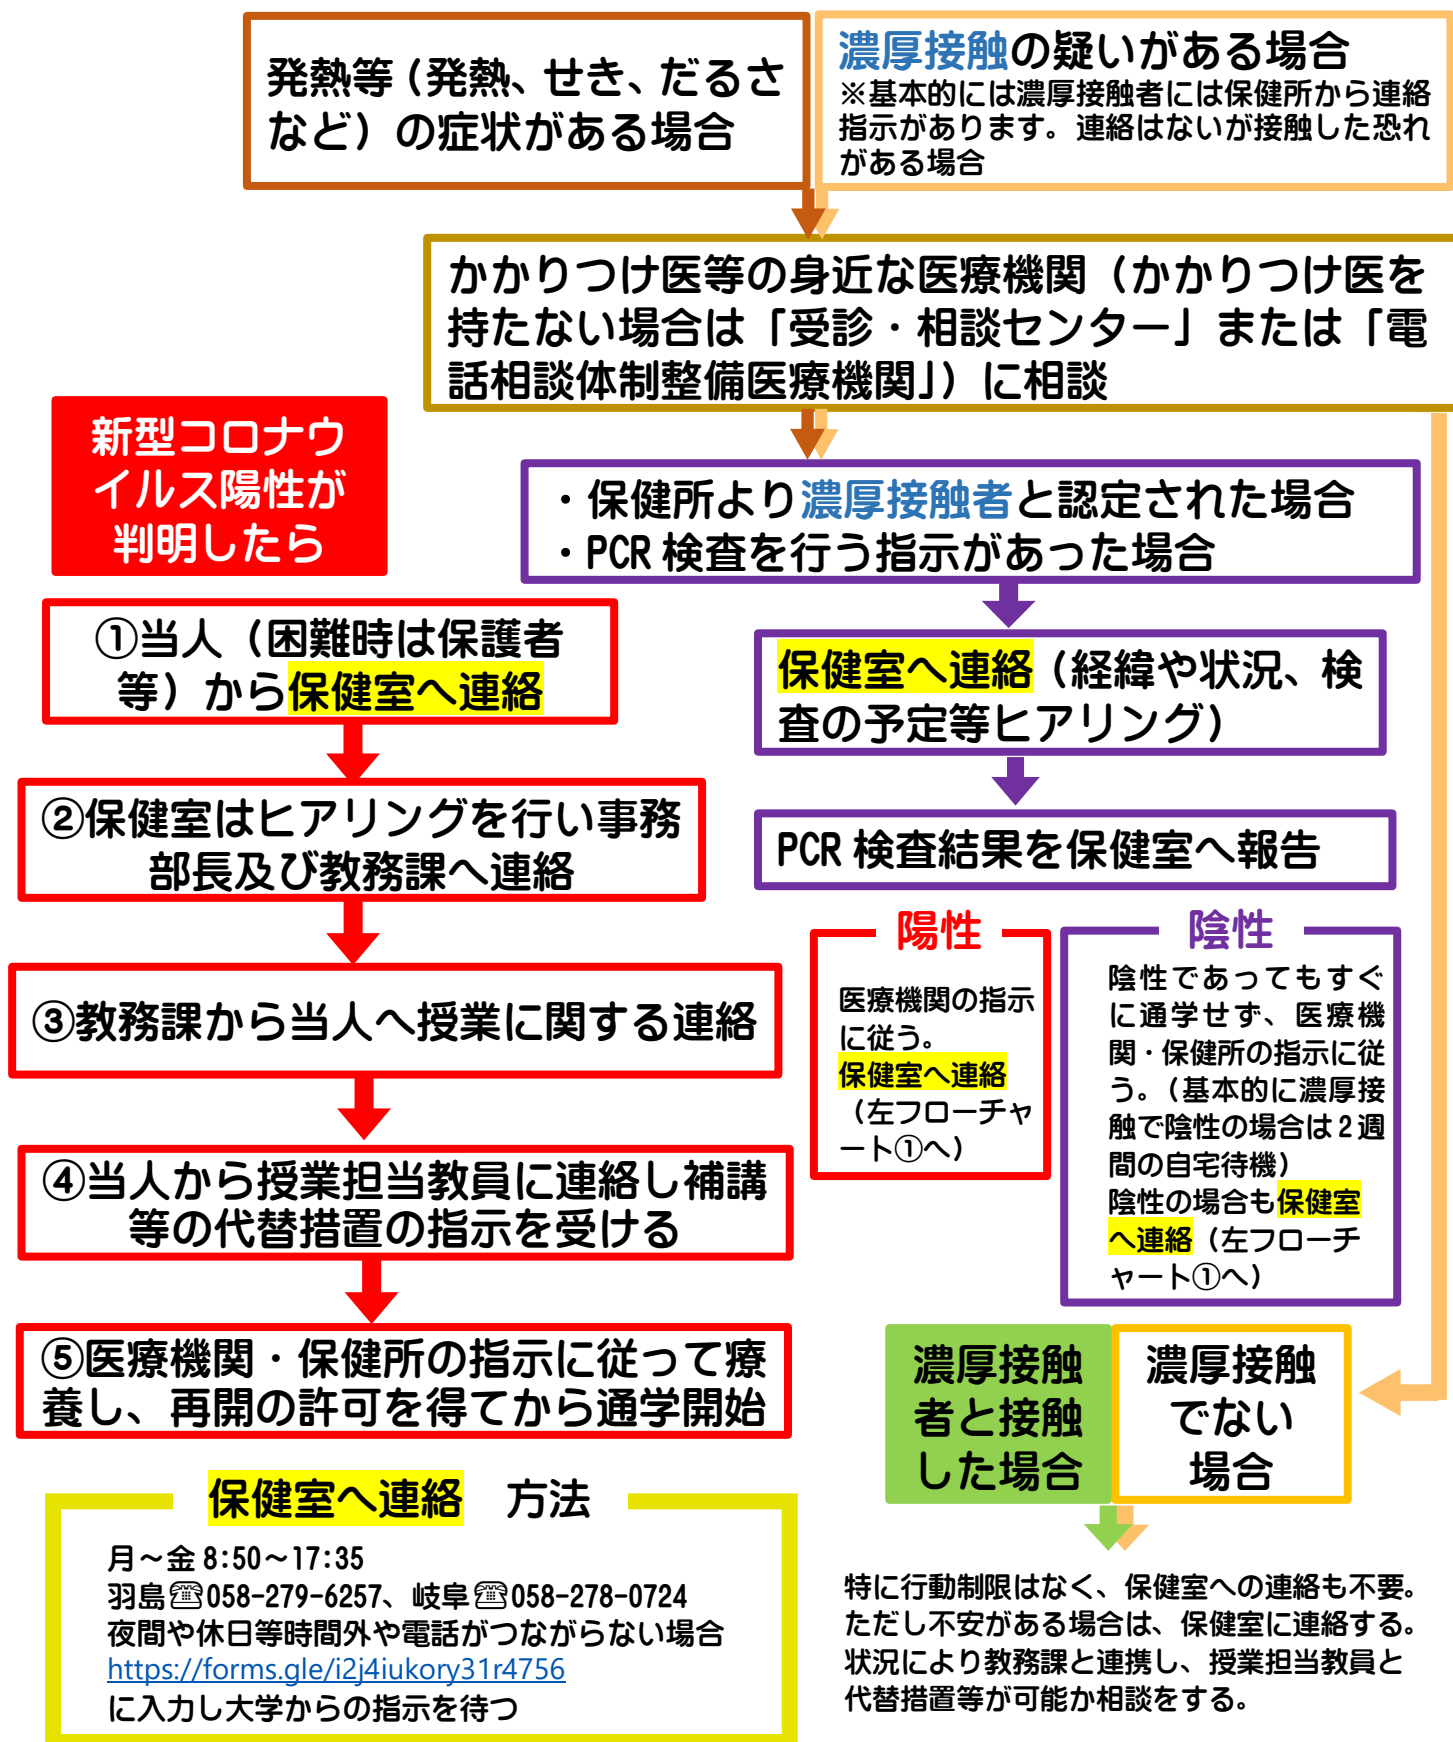 発熱等（発熱、せき、だるさ
など）の症状がある場合
濃厚接触の疑いがある場合
※基本的には濃厚接触者には保健所から連絡
指示があります。連絡はないが接触した恐れ
がある場合
かかりつけ医等の身近な医療機関（かかりつけ医を
持たない場合は「受診・相談センター」または「電
話相談体制整備医療機関」）に相談
新型コロナウ
イルス陽性が
判明したら
①当人（困難時は保護者
等）から保健室へ連絡
②保健室はヒアリングを行い事務
部長及び教務課へ連絡
③教務課から当人へ授業に関する連絡
④当人から授業担当教員に連絡し補講
等の代替措置の指示を受ける
⑤医療機関・保健所の指示に従って療
養し、再開の許可を得てから通学開始
・保健所より濃厚接触者と認定された場合
・PCR検査を行う指示があった場合
保健室へ連絡（経緯や状況、検
査の予定等ヒアリング）
PCR検査結果を保健室へ報告
陽性
医療機関の指示
に従う。
保健室へ連絡
（左フローチャ
ート①へ）
陰性
陰性であってもすぐ
に通学せず、医療機
関・保健所の指示に従
う。（基本的に濃厚接
触で陰性の場合は2週
間の自宅待機）
陰性の場合も保健室
へ連絡（左フローチ
ャート①へ）
濃厚接触
者と接触
した場合
濃厚接触
でない
場合
特に行動制限はなく、保健室への連絡も不要。
ただし不安がある場合は、保健室に連絡する。
状況により教務課と連携し、授業担当教員と
代替措置等が可能か相談をする。
保健室へ連絡　方法
月～金8:50～17:35
羽島☎058-279-6257、岐阜☎058-278-0724
夜間や休日等時間外や電話がつながらない場合
https://forms.gle/i2j4iukory31r4756
に入力し大学からの指示を待つ